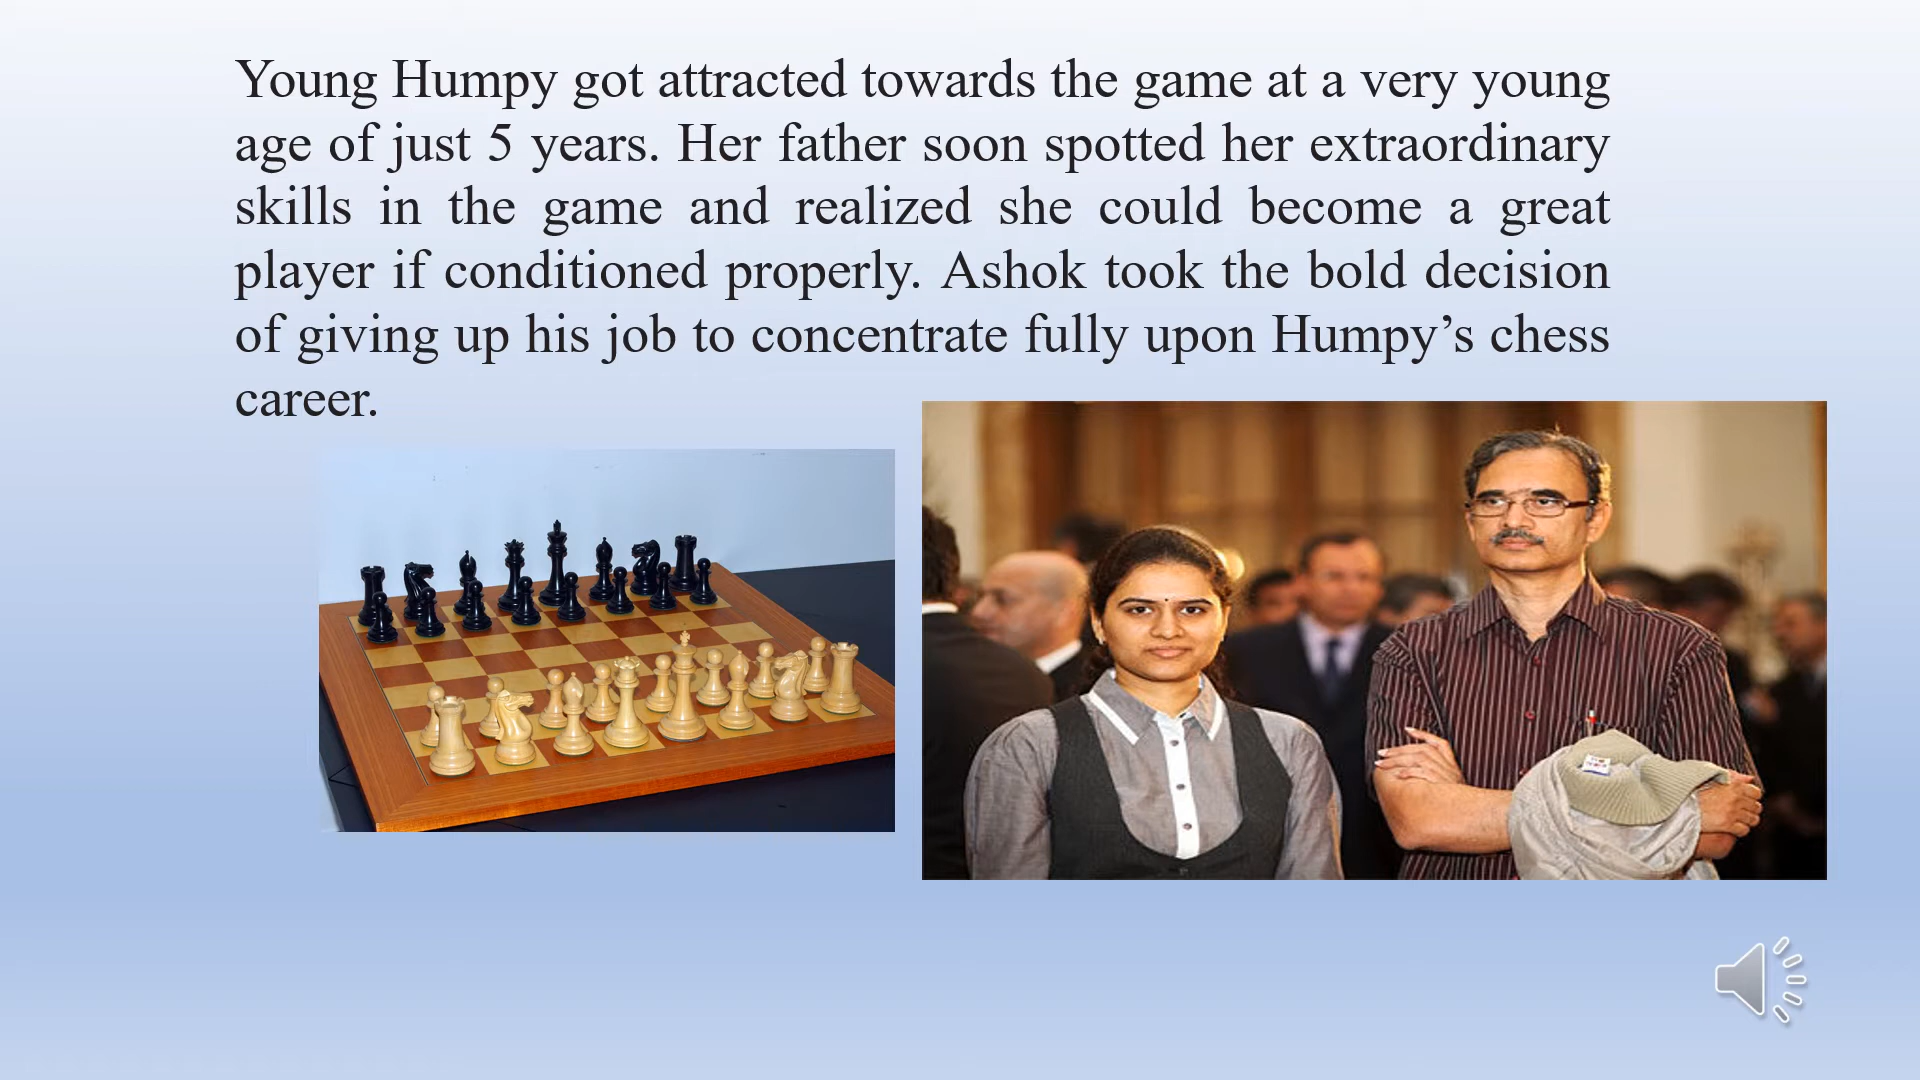 Young Humpy got attracted towards the game at a very young
age of just 5 years. Her father soon spotted her extraordinary
skills in the game and realized she could become a great
player if conditioned properly. Ashok took the bold decision
of giving up his job to concentrate fully upon Humpy’s chess
career.